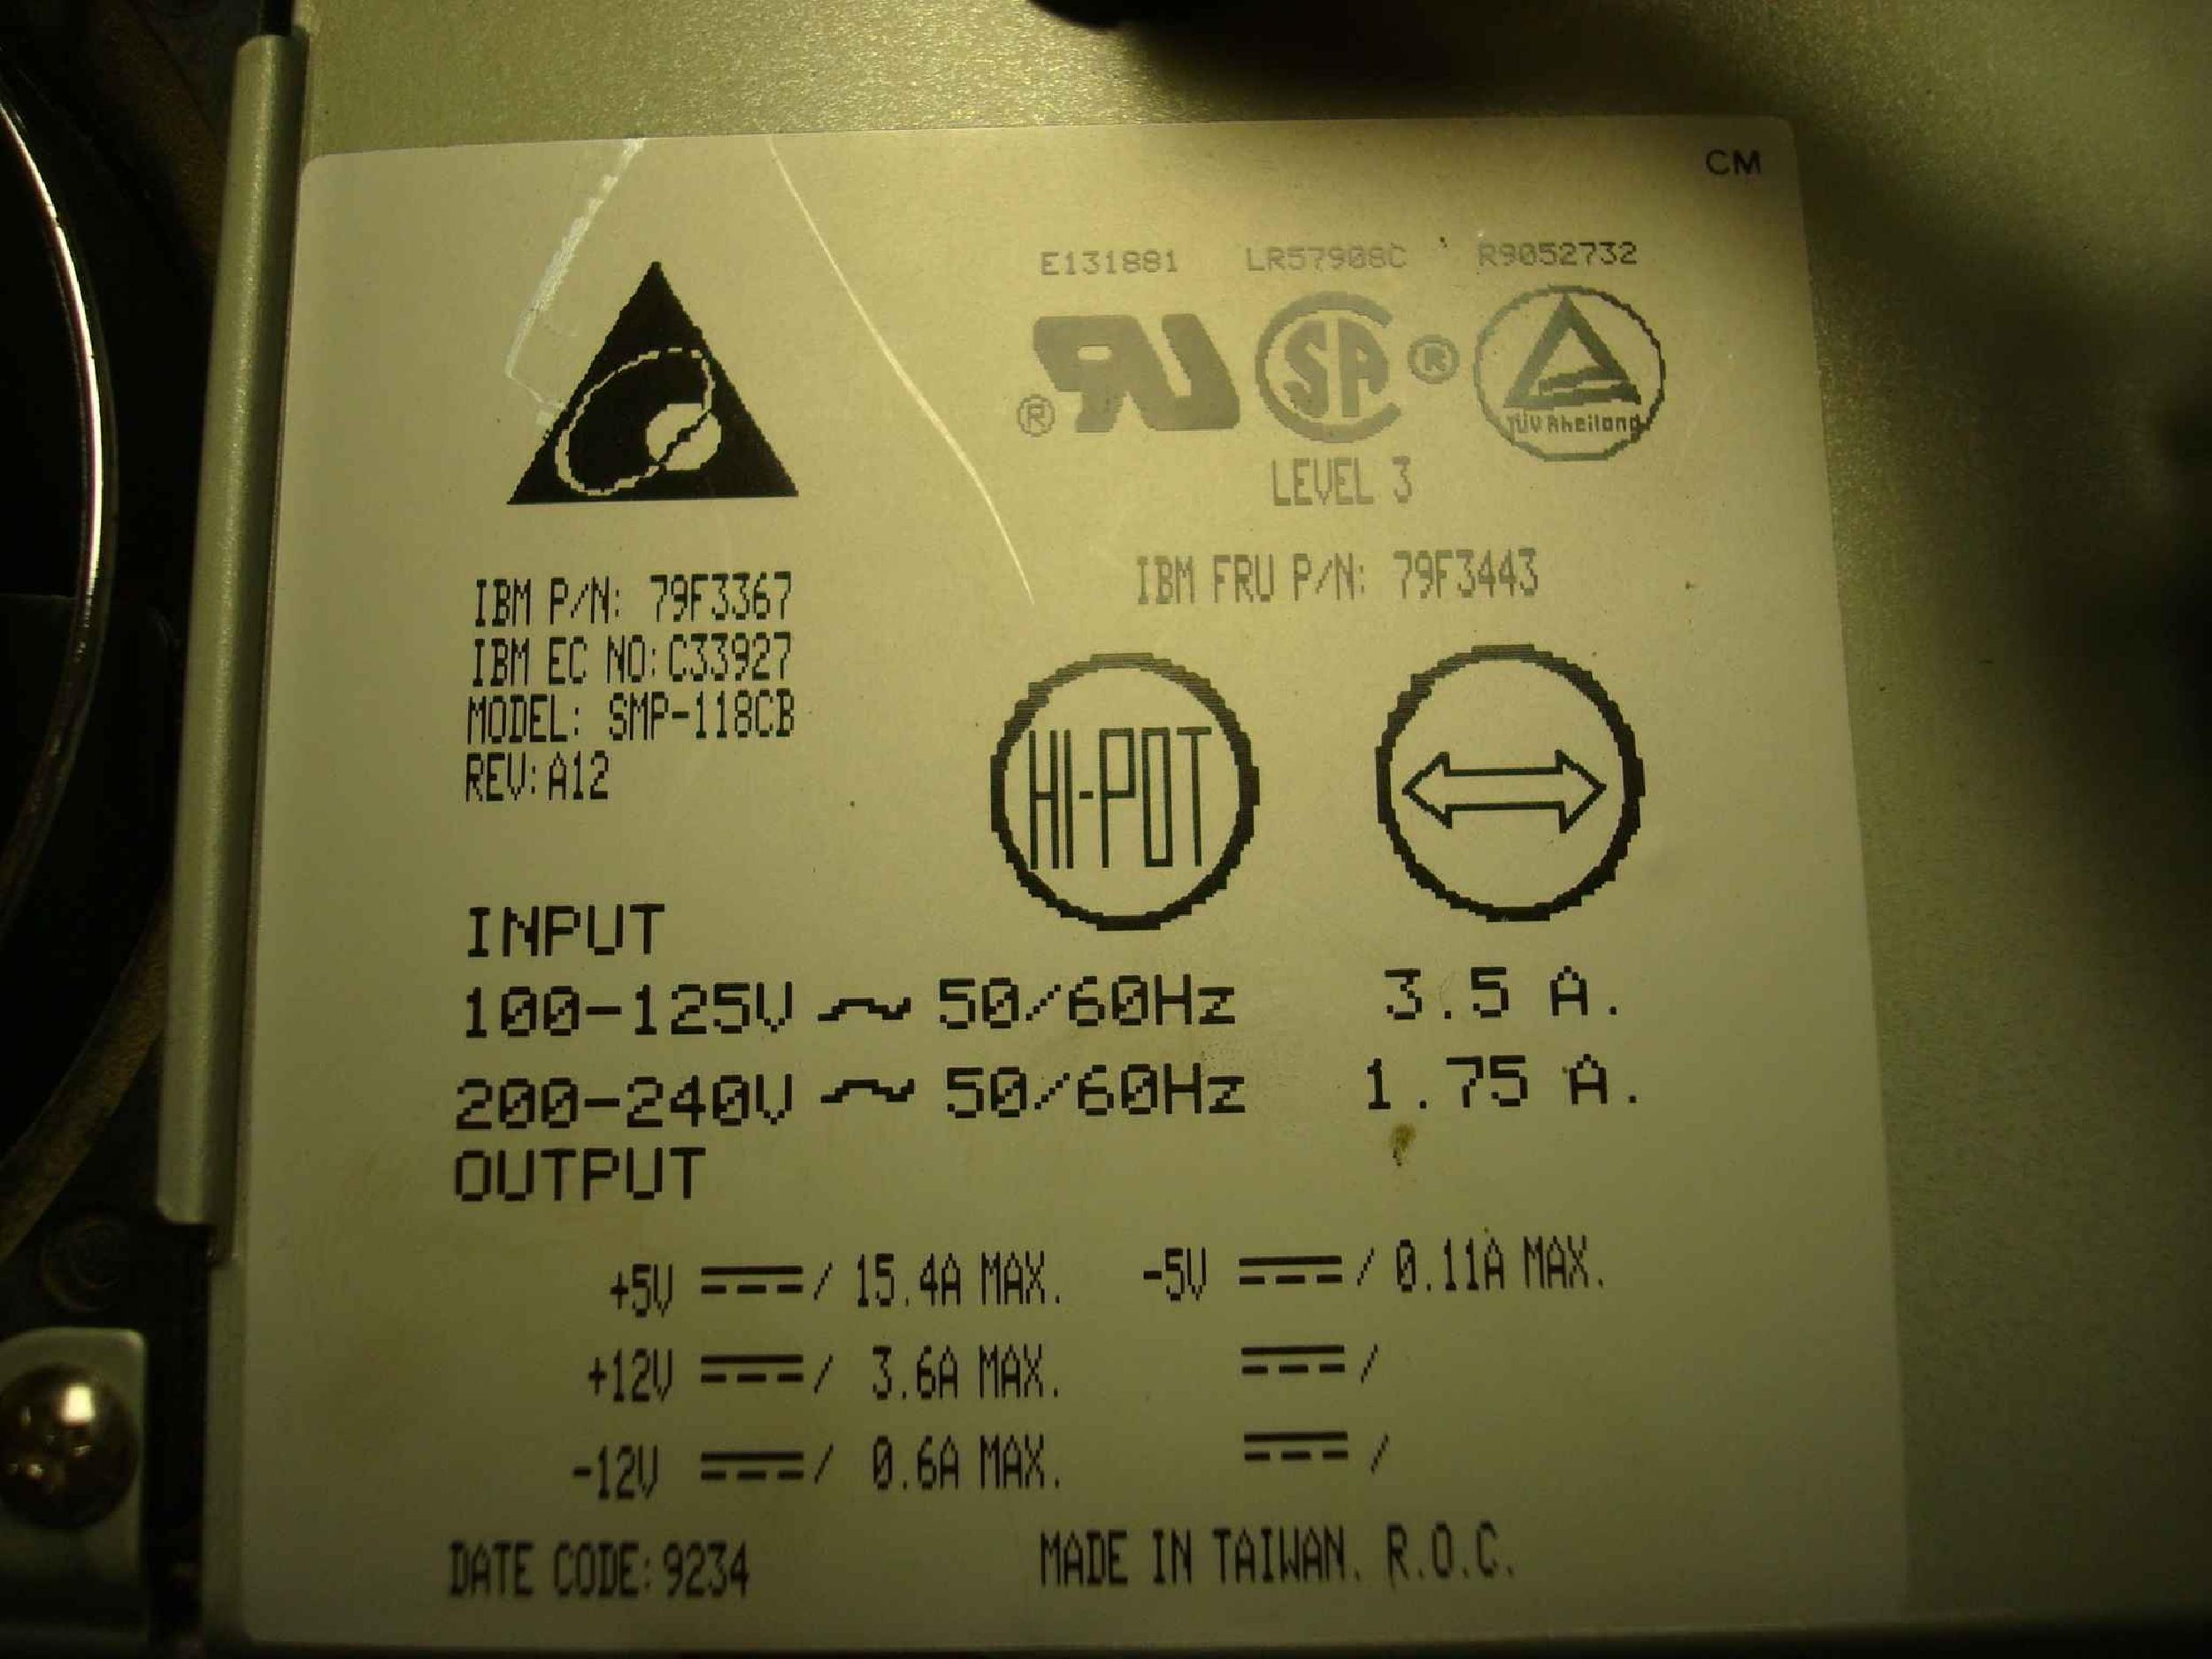 CM
E131881 LR57908C R9052732
® ®
SA
TÜV Rheiland
LEVEL 3
IBM P/N: 79F3367
IBM FRU P/N: 79F3443
IBM EC NO: C33927
MODEL: SMP-118CB
REV: A12
HI-POT
INPUT
100-125V ~ 50/60Hz 3.5 A.
200-240V ~ 50/60Hz 1.75 A.
OUTPUT
+5V / 15.4A MAX. -5V / 0.11A MAX.
+12V / 3.6A MAX. /
-12V / 0.6A MAX. /
DATE CODE: 9234 MADE IN TAIWAN. R.O.C.